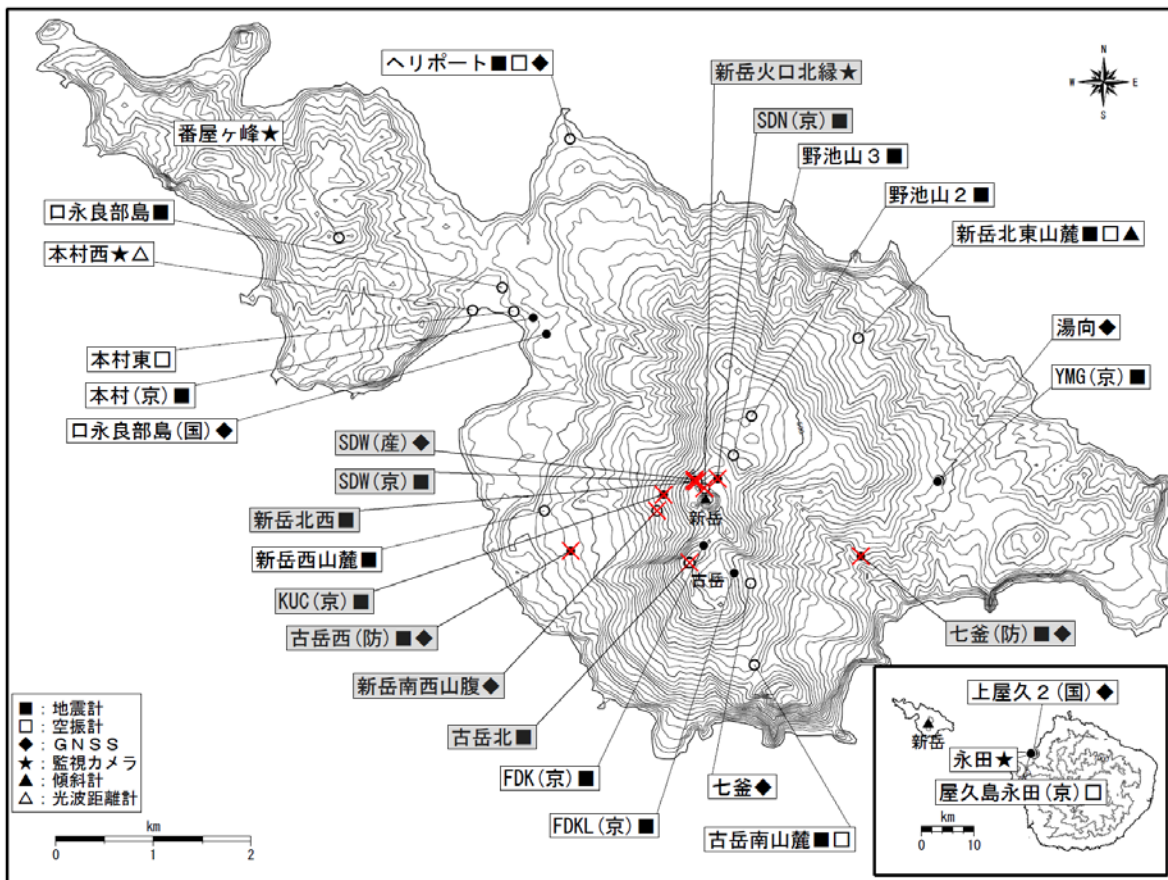 ヘリポート■□◆
新岳火口北縁★
N
W E
S
SDN(京)■
番屋ヶ峰★
野池山3■
野池山2■
口永良部島■
新岳北東山麓■□▲
本村西★△
湯向◆
本村東□
YMG(京)■
本村(京)■
口永良部島(国)◆
SDW(産)◆
SDW(京)■
新岳北西■
新岳
新岳西山麓■
古岳
KUC(京)■
古岳西(防)■◆
七釜(防)■◆
新岳南西山腹◆
古岳北■
FDK(京)■
七釜◆
FDKL(京)■
古岳南山麓■□
■:地震計
□:空振計
◆:GNSS
★:監視カメラ
▲:傾斜計
△:光波距離計
km
0 1 2
上屋久2(国)◆
新岳
永田★
屋久島永田(京)□
km
0 10